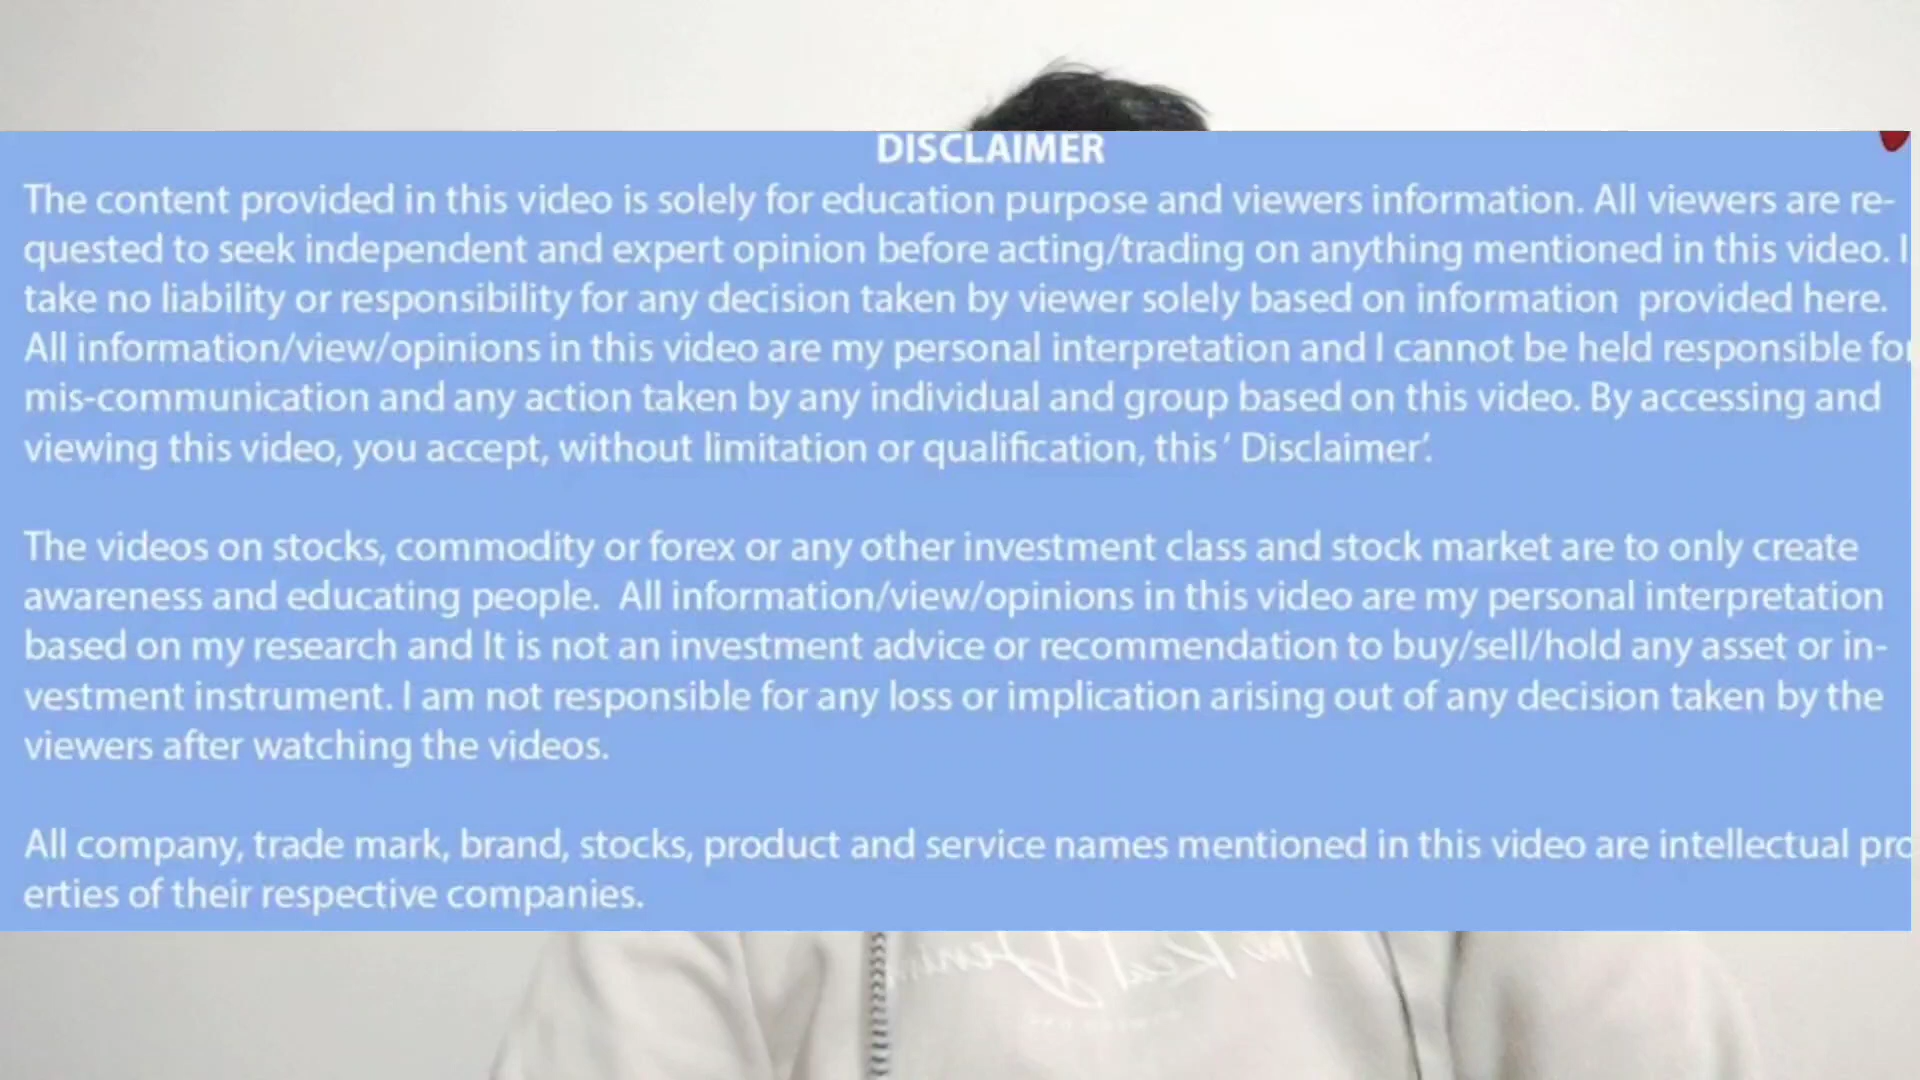 DISCLAIMER
The content provided in this video is solely for education purpose and viewers information. All viewers are re-
quested to seek independent and expert opinion before acting/trading on anything mentioned in this video. I
take no liability or responsibility for any decision taken by viewer solely based on information provided here.
All information/view/opinions in this video are my personal interpretation and I cannot be held responsible for
mis-communication and any action taken by any individual and group based on this video. By accessing and
viewing this video, you accept, without limitation or qualification, this ‘ Disclaimer’.
The videos on stocks, commodity or forex or any other investment class and stock market are to only create
awareness and educating people. All information/view/opinions in this video are my personal interpretation
based on my research and It is not an investment advice or recommendation to buy/sell/hold any asset or in-
vestment instrument. I am not responsible for any loss or implication arising out of any decision taken by the
viewers after watching the videos.
All company, trade mark, brand, stocks, product and service names mentioned in this video are intellectual pro
erties of their respective companies.
The Real